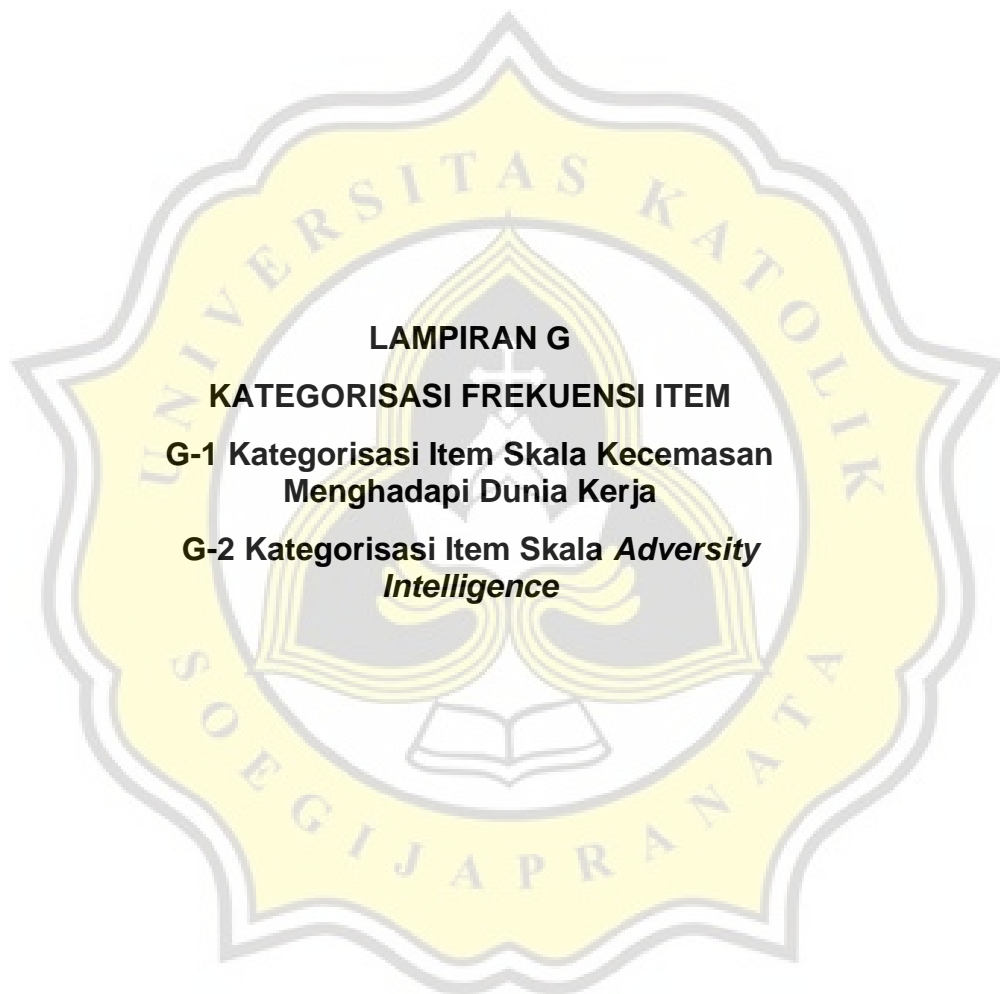 UNIVERSITAS KATOLIK
LAMPIRAN G
KATEGORISASI FREKUENSI ITEM
G-1 Kategorisasi Item Skala Kecemasan
Menghadapi Dunia Kerja
G-2 Kategorisasi Item Skala Adversity
Intelligence
SOEGIJAPRANATA